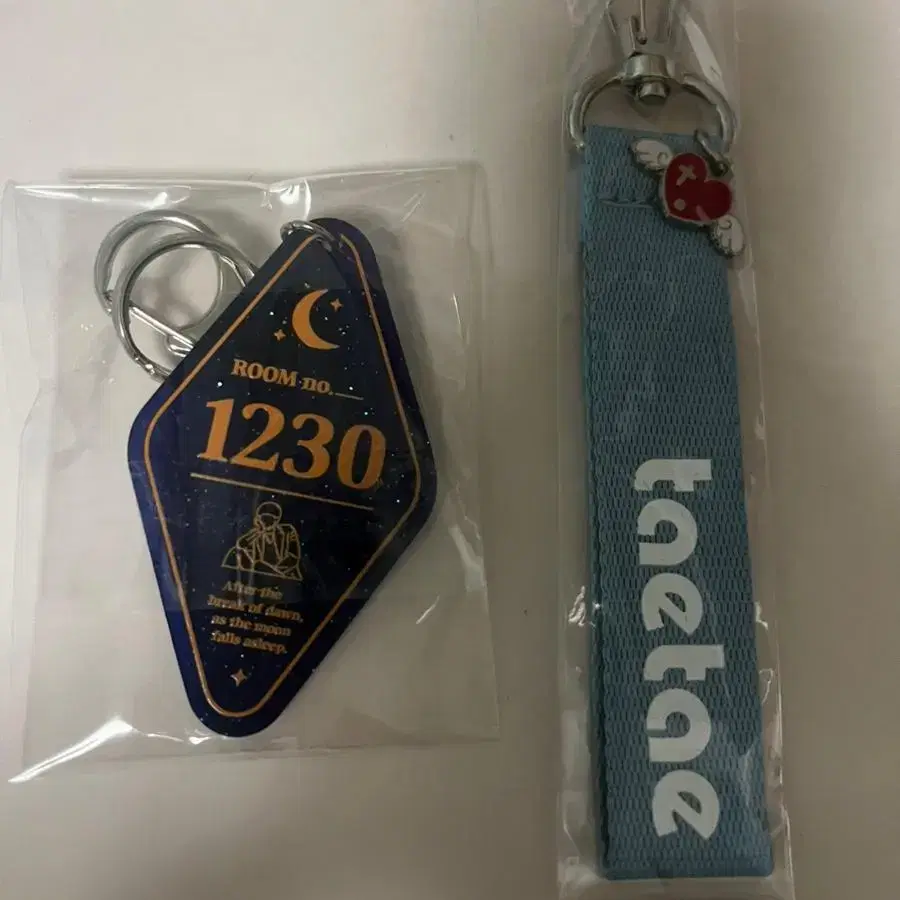 ROOM no.
1230
After the
break of dawn,
as the moon
falls asleep.
taetae